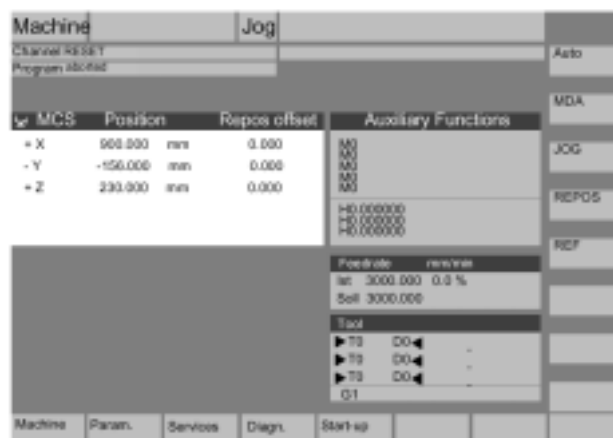 Machine Jog
Channel RESET
Program aborted
MCS Position Repos offset
+ X 900.000 mm 0.000
- Y -156.000 mm 0.000
+ Z 230.000 mm 0.000
Auxiliary Functions
M0
M0
M0
M0
M0
H0.000000
H0.000000
H0.000000
Feedrate mm/min
Ist 3000.000 0.0 %
Soll 3000.000
Tool
▶T0 D0◀ -
▶T0 D0◀ -
▶T0 D0◀ -
G1
Auto
MDA
JOG
REPOS
REF
Machine Param. Services Diagn. Start-up